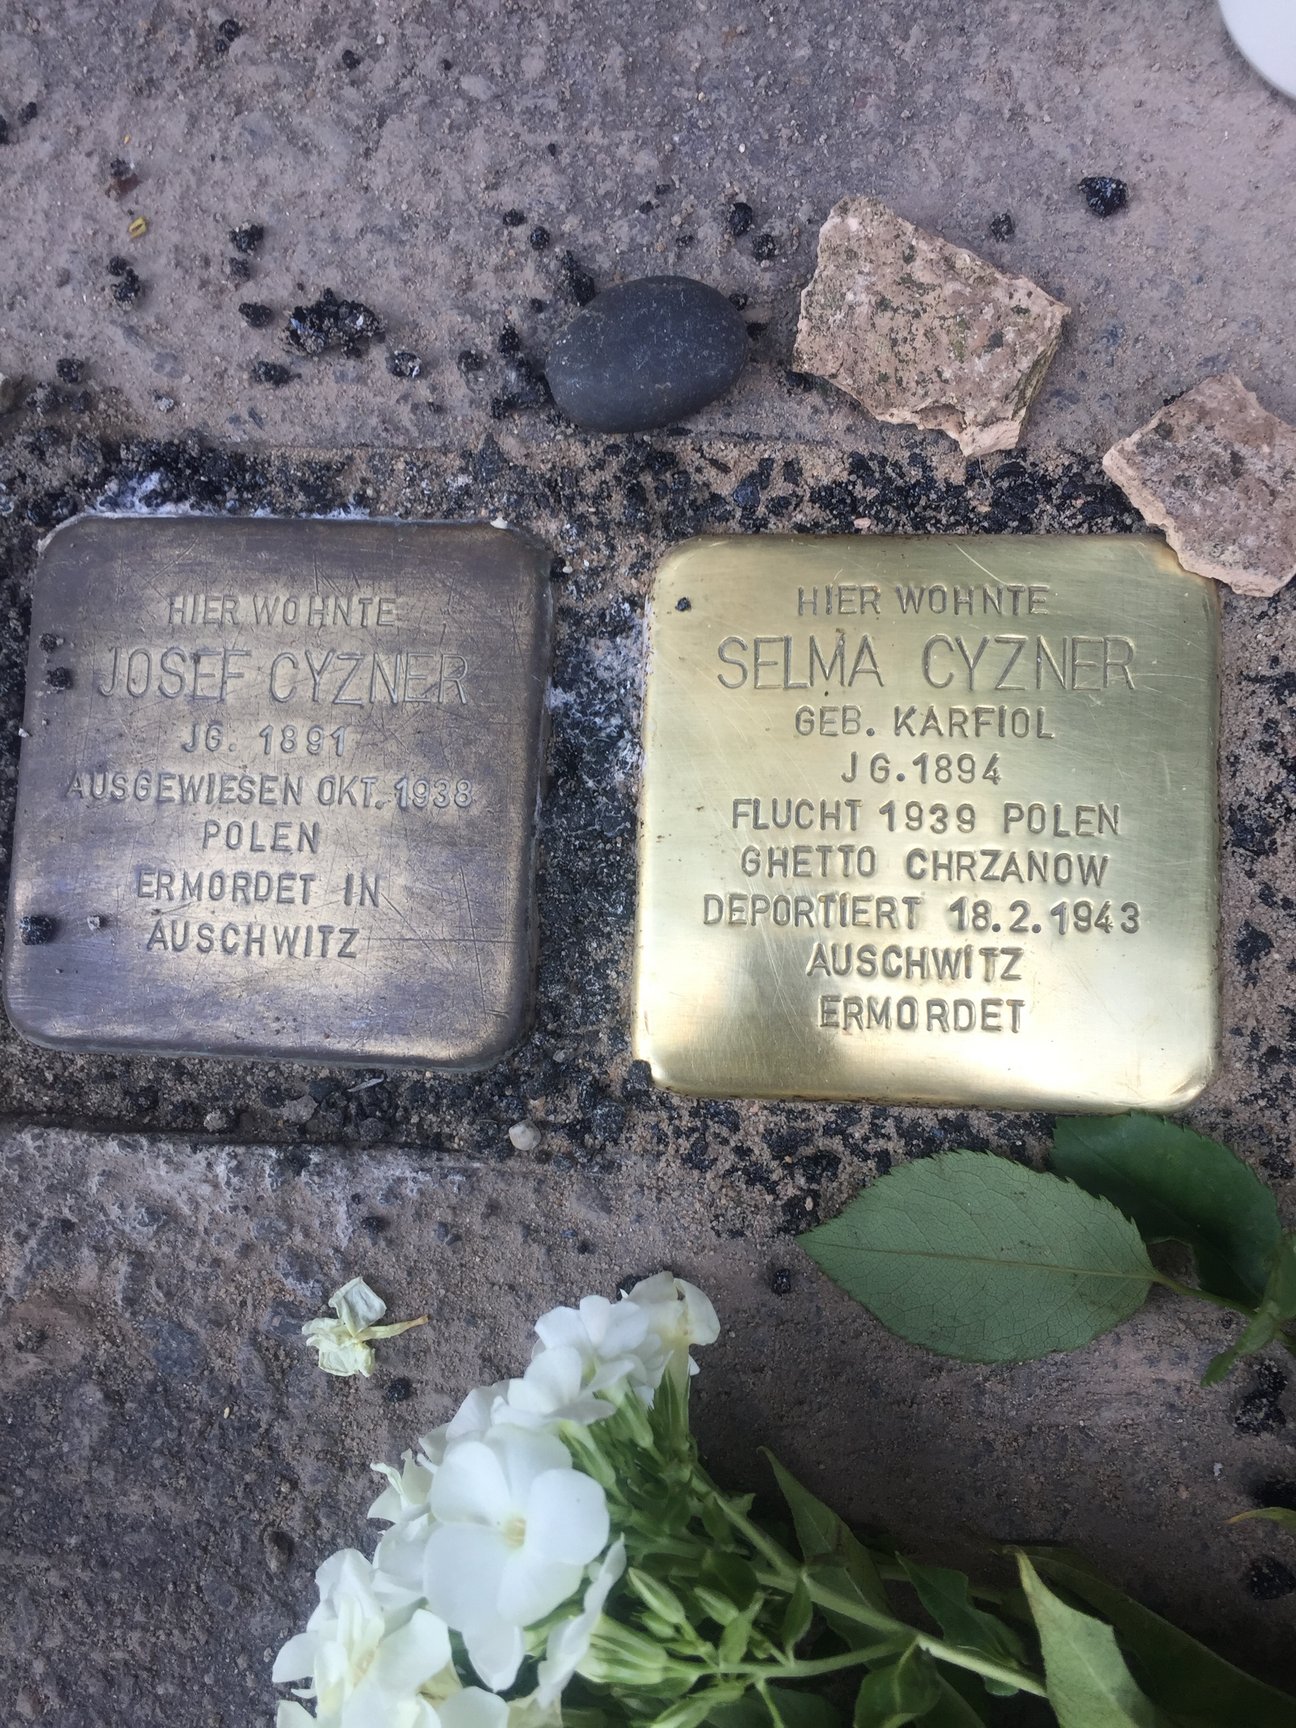 HIER WOHNTE
JOSEF CYZNER
JG. 1891
AUSGEWIESEN OKT. 1938
POLEN
ERMORDET IN
AUSCHWITZ
HIER WOHNTE
SELMA CYZNER
GEB. KARFIOL
JG. 1894
FLUCHT 1939 POLEN
GHETTO CHRZANOW
DEPORTIERT 18.2.1943
AUSCHWITZ
ERMORDET